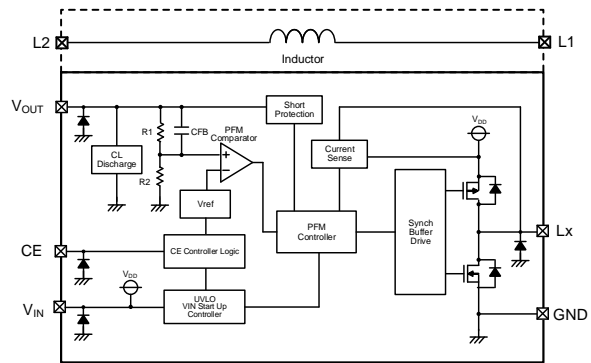 L2
L1
Inductor
VOUT
R1
CFB
PFM
Comparator
Short
Protection
VDD
CL
Discharge
R2
+
−
Current
Sense
Vref
PFM
Controller
Synch
Buffer
Drive
Lx
CE
CE Controller Logic
VDD
VIN
UVLO
VIN Start Up
Controller
GND